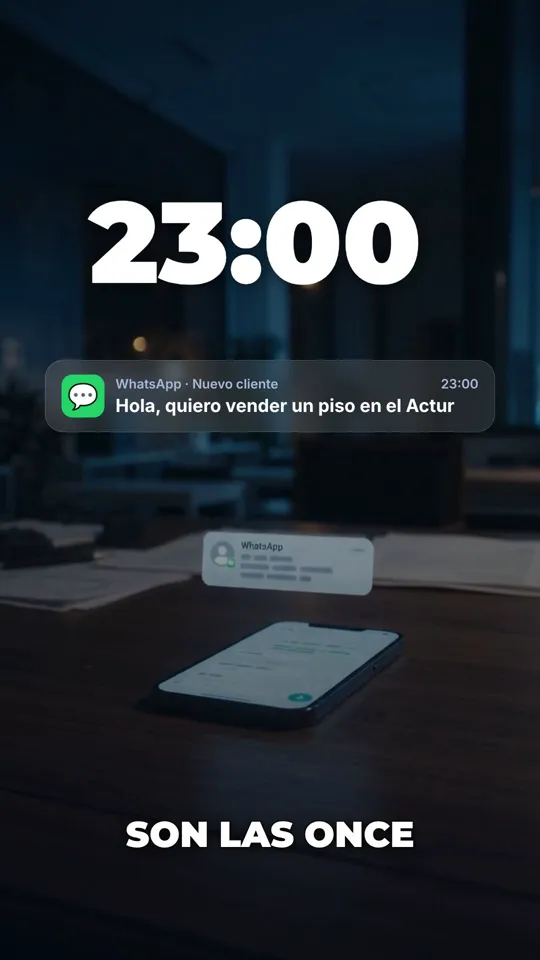 23:00
WhatsApp · Nuevo cliente 23:00
Hola, quiero vender un piso en el Actur
WhatsApp
SON LAS ONCE